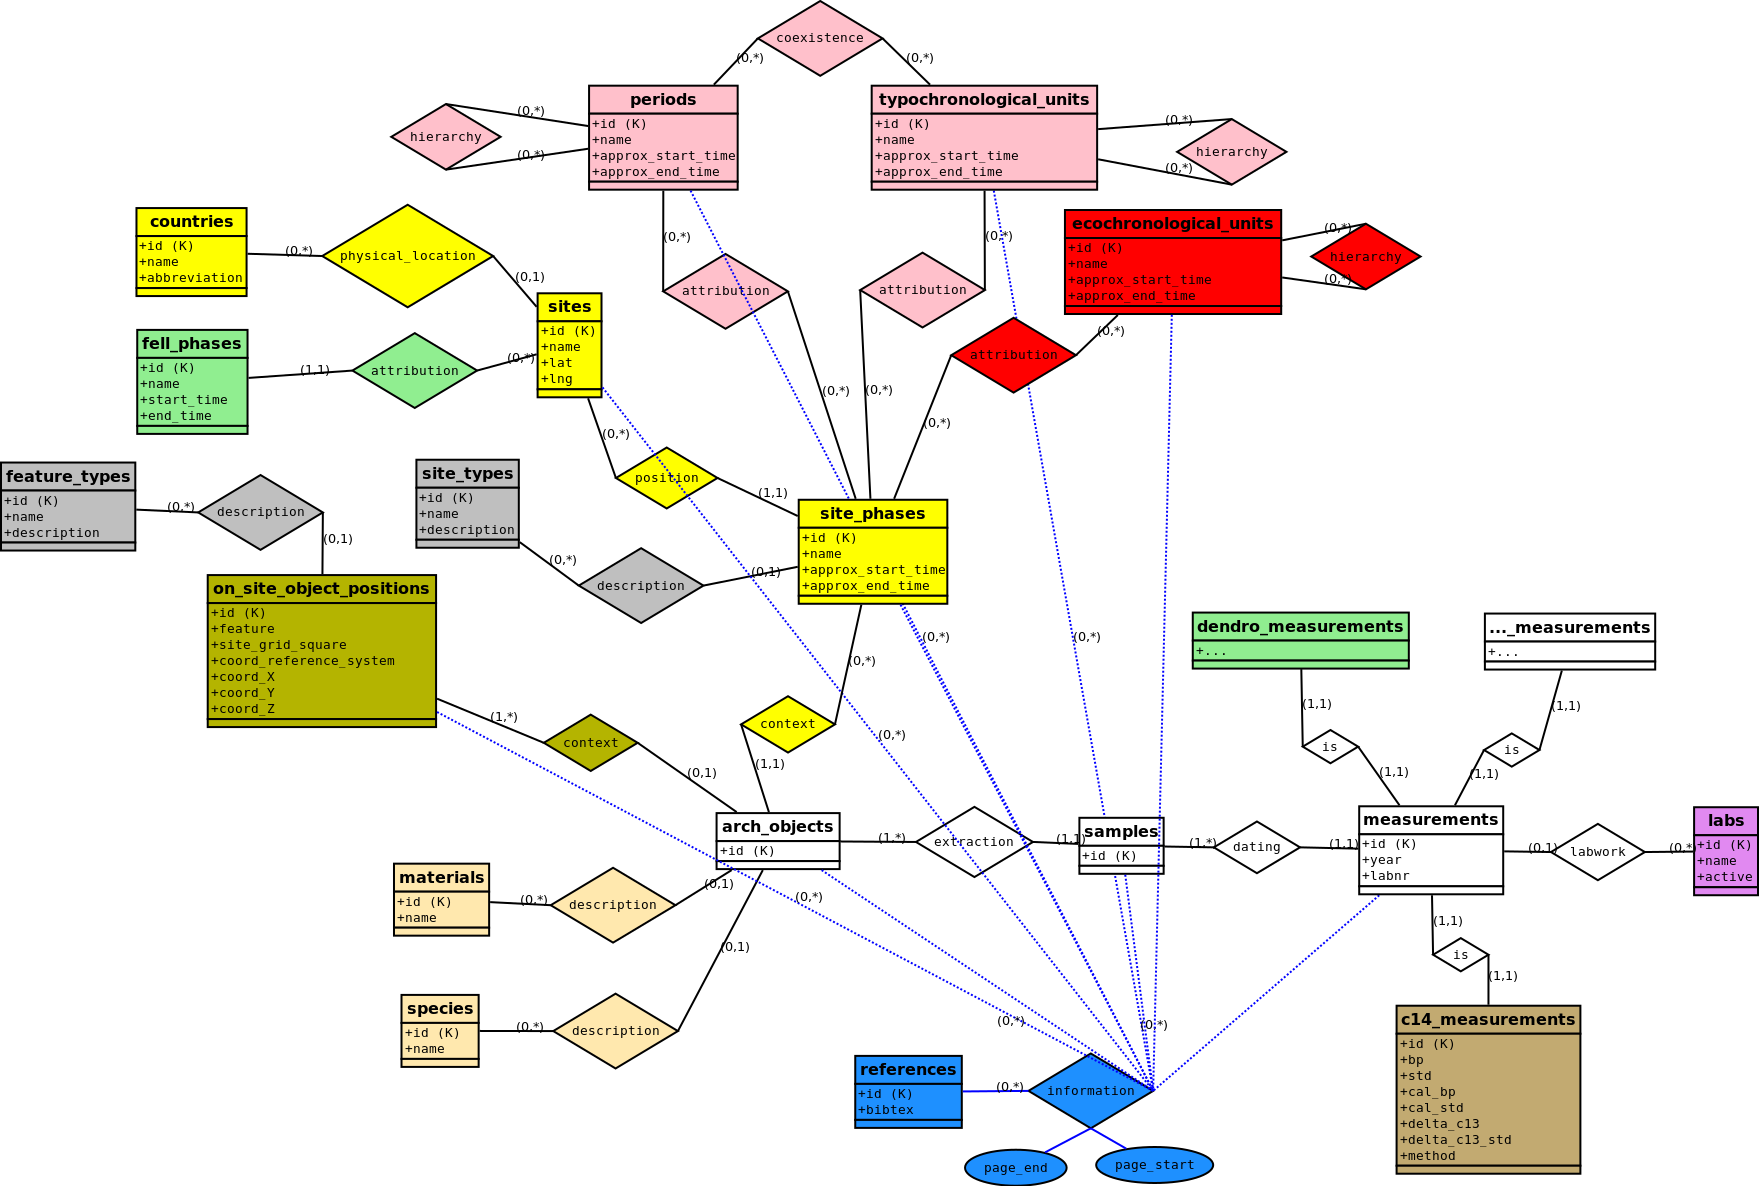 coexistence
(0,*)
(0,*)
periods
+id (K)
+name
+approx_start_time
+approx_end_time
typochronological_units
+id (K)
+name
+approx_start_time
+approx_end_time
hierarchy
(0,*)
(0,*)
hierarchy
(0,*)
(0,*)
countries
+id (K)
+name
+abbreviation
(0,*)
physical_location
(0,1)
(0,*)
attribution
(0,*)
(0,*)
attribution
(0,*)
ecochronological_units
+id (K)
+name
+approx_start_time
+approx_end_time
(0,*)
hierarchy
(0,*)
sites
+id (K)
+name
+lat
+lng
fell_phases
+id (K)
+name
+start_time
+end_time
(1,1)
attribution
(0,*)
attribution
(0,*)
(0,*)
(0,*)
position
(1,1)
feature_types
+id (K)
+name
+description
(0,*)
description
(0,1)
site_types
+id (K)
+name
+description
(0,*)
description
(0,1)
site_phases
+id (K)
+name
+approx_start_time
+approx_end_time
on_site_object_positions
+id (K)
+feature
+site_grid_square
+coord_reference_system
+coord_X
+coord_Y
+coord_Z
(0,*)
(0,*)
(0,*)
dendro_measurements
+...
..._measurements
+...
(1,*)
context
(0,1)
context
(1,1)
(0,*)
(1,1)
is
(1,1)
(1,1)
is
(1,1)
arch_objects
+id (K)
(1,*)
extraction
(1,1)
samples
+id (K)
(1,*)
dating
(1,1)
measurements
+id (K)
+year
+labnr
(0,1)
labwork
(0,*)
labs
+id (K)
+name
+active
materials
+id (K)
+name
(0,*)
description
(0,1)
(0,*)
(0,1)
(1,1)
is
(1,1)
species
+id (K)
+name
(0,*)
description
(0,*)
(0,*)
c14_measurements
+id (K)
+bp
+std
+cal_bp
+cal_std
+delta_c13
+delta_c13_std
+method
references
+id (K)
+bibtex
(0,*)
information
page_end
page_start